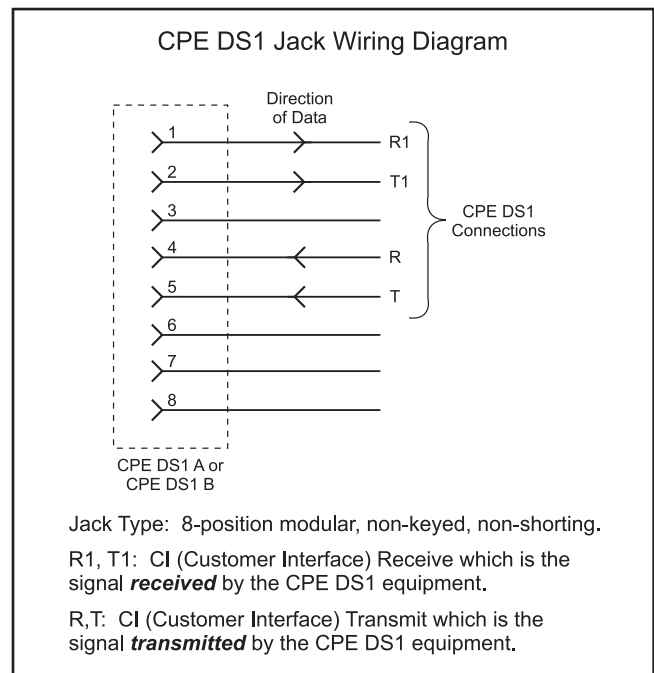 CPE DS1 Jack Wiring Diagram
Direction
of Data
1
R1
2
T1
3
4
R
5
T
6
7
8
CPE DS1
Connections
CPE DS1 A or
CPE DS1 B
Jack Type: 8-position modular, non-keyed, non-shorting.
R1, T1: CI (Customer Interface) Receive which is the
signal received by the CPE DS1 equipment.
R,T: CI (Customer Interface) Transmit which is the
signal transmitted by the CPE DS1 equipment.